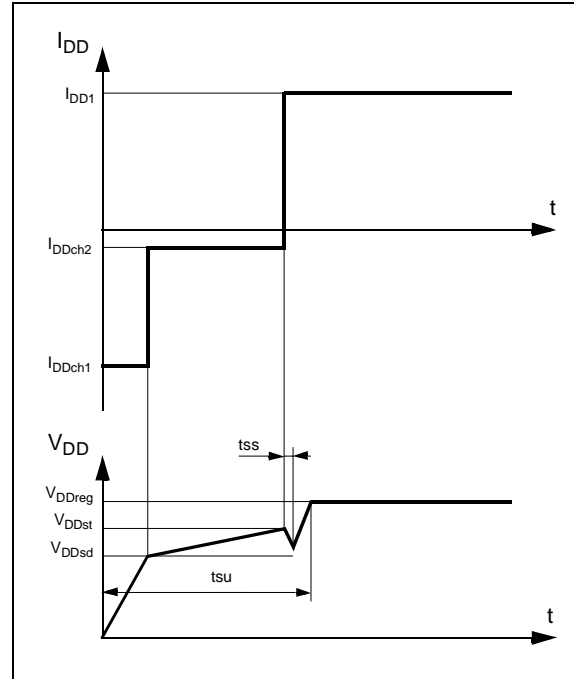 IDD
IDD1
t
IDDch2
IDDch1
VDD
tss
VDDreg
VDDst
VDDsd
tsu
t